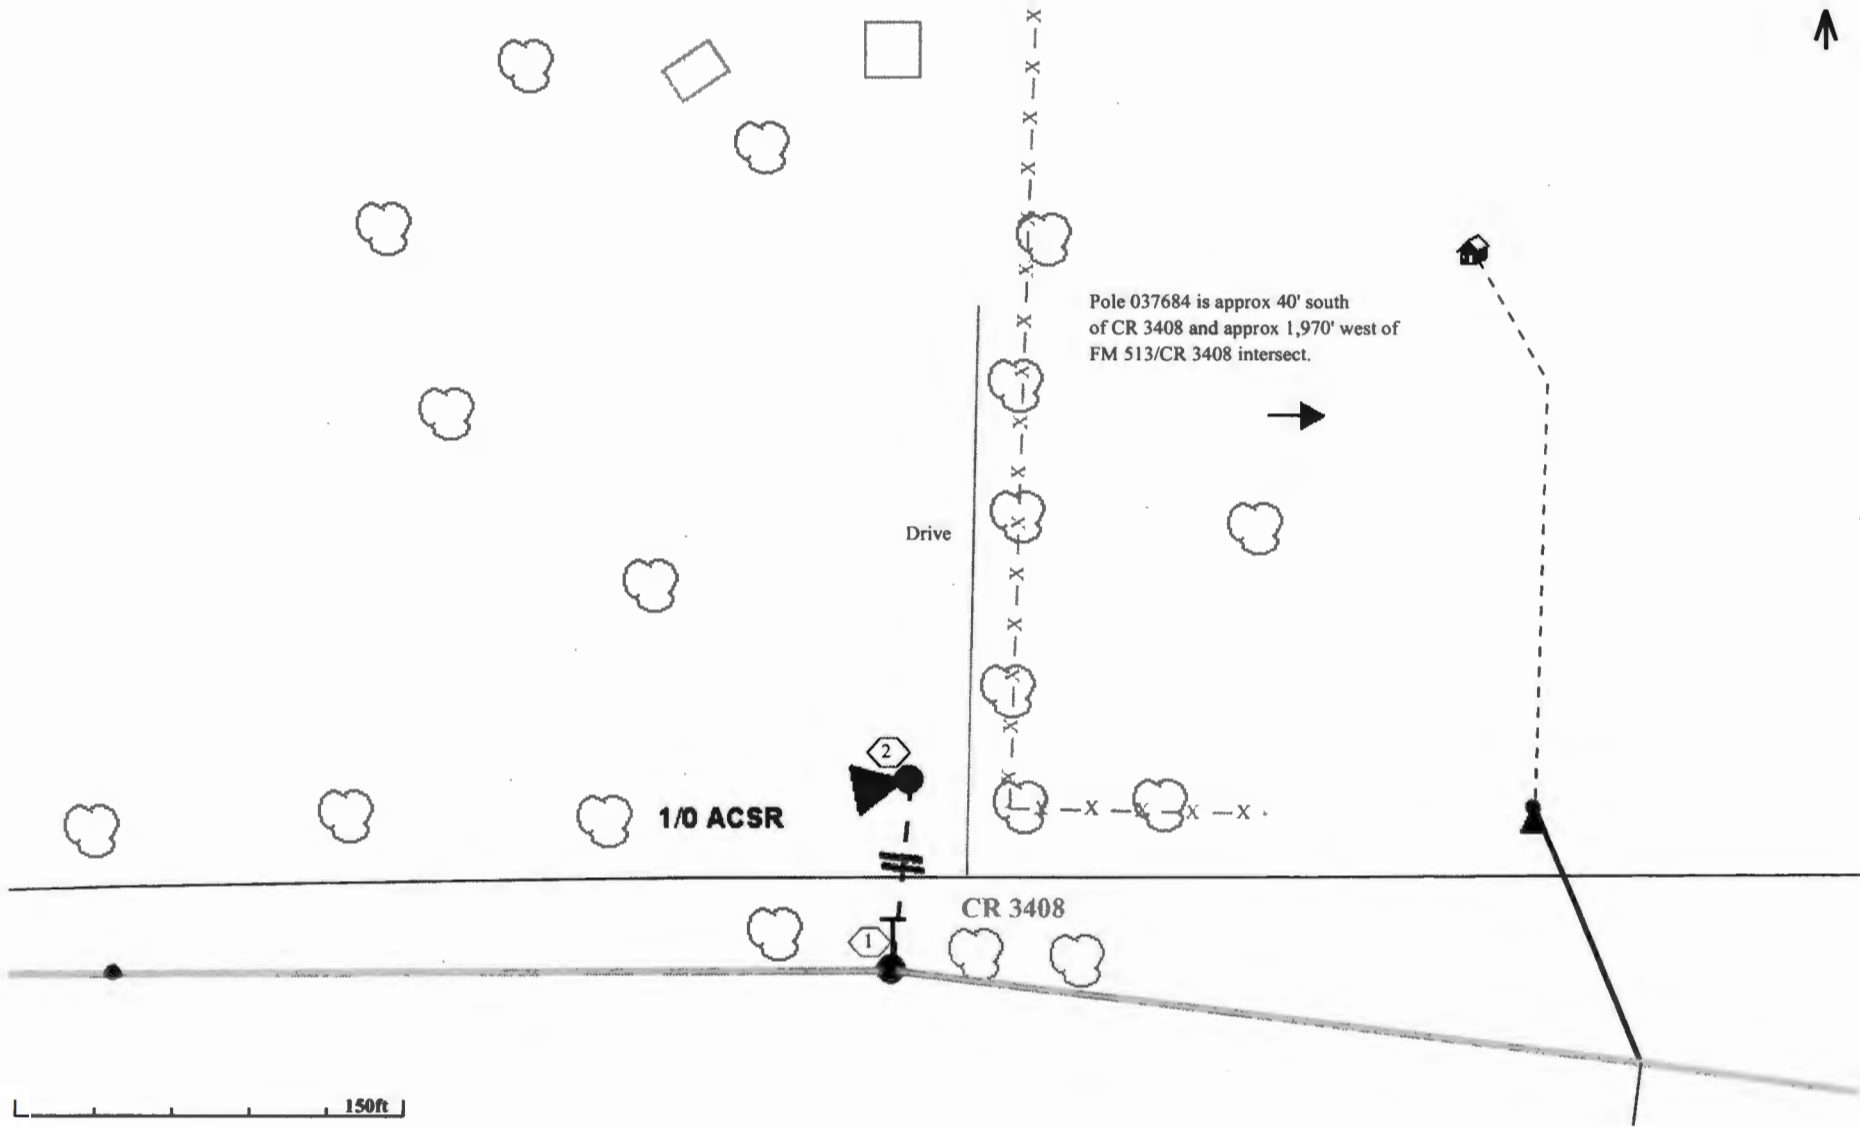 Pole 037684 is approx 40' south
of CR 3408 and approx 1,970' west of
FM 513/CR 3408 intersect.
Drive
2
1/0 ACSR
CR 3408
1
150ft